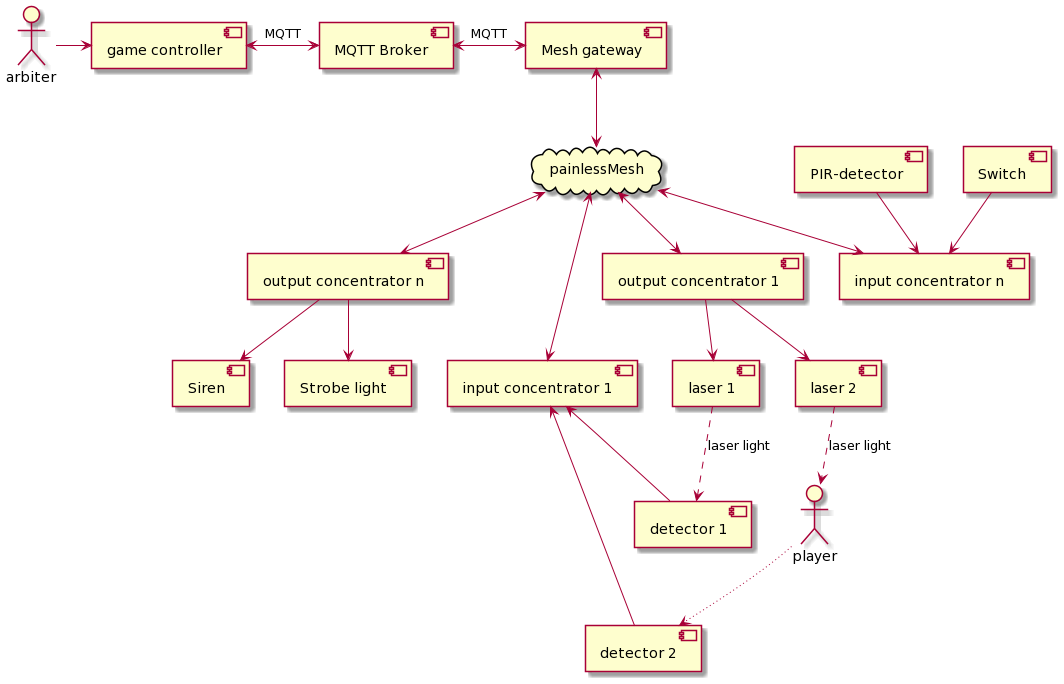 MQTT
MQTT
game controller
MQTT Broker
Mesh gateway
arbiter
painlessMesh
PIR-detector
Switch
output concentrator n
output concentrator 1
input concentrator n
Siren
Strobe light
input concentrator 1
laser 1
laser 2
laser light
laser light
detector 1
player
detector 2